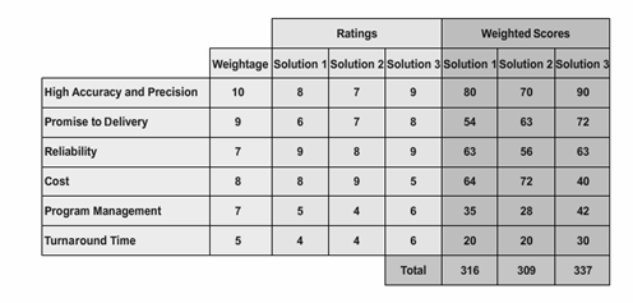 Ratings Weighted Scores
Weightage Solution 1 Solution 2 Solution 3 Solution 1 Solution 2 Solution 3
High Accuracy and Precision 10 8 7 9 80 70 90
Promise to Delivery 9 6 7 8 54 63 72
Reliability 7 9 8 9 63 56 63
Cost 8 8 9 5 64 72 40
Program Management 7 5 4 6 35 28 42
Turnaround Time 5 4 4 6 20 20 30
Total 316 309 337